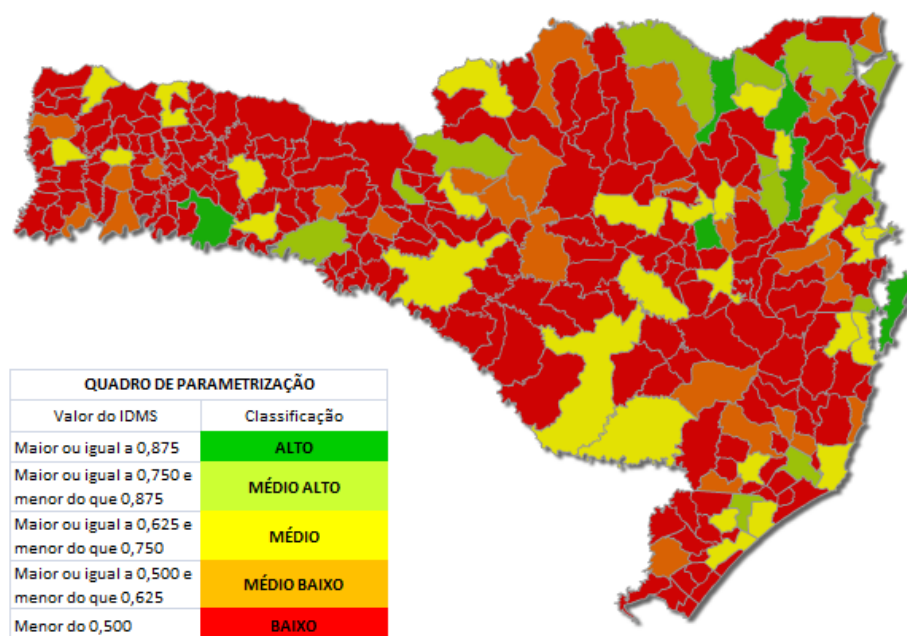 QUADRO DE PARAMETRIZAÇÃO
Valor do IDMS Classificação
Maior ou igual a 0,875 ALTO
Maior ou igual a 0,750 e
menor do que 0,875
MÉDIO ALTO
Maior ou igual a 0,625 e
menor do que 0,750
MÉDIO
Maior ou igual a 0,500 e
menor do que 0,625
MÉDIO BAIXO
Menor do 0,500 BAIXO